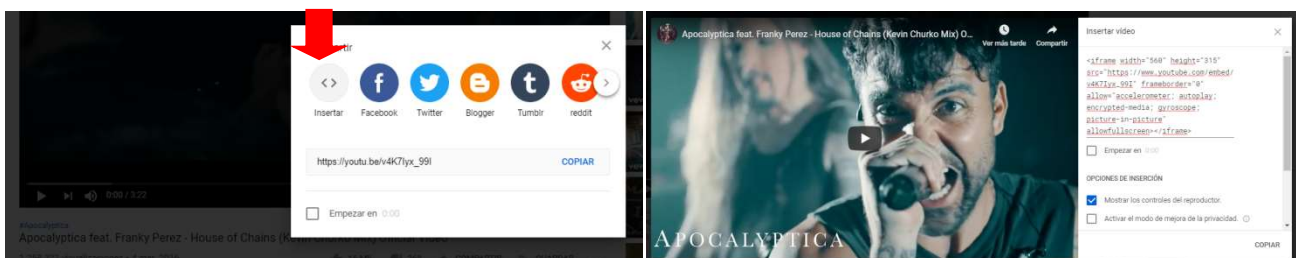 rtir
Insertar Facebook Twitter Blogger Tumblr reddit
https://youtu.be/v4K7Iyx_99I COPIAR
Empezar en 0:00
0:00 / 3:22
#Apocalyptica
Apocalyptica feat. Franky Perez - House of Chains (Kevin Churko Mix) Official Video
Apocalyptica feat. Franky Perez - House of Chains (Kevin Churko Mix) O...
Ver más tarde Compartir
APOCALYPTICA
Insertar vídeo
<iframe width="560" height="315"
src="https://www.youtube.com/embed/
v4K7Iyx_99I" frameborder="0"
allow="accelerometer; autoplay;
encrypted-media; gyroscope;
picture-in-picture"
allowfullscreen></iframe>
Empezar en 0:00
OPCIONES DE INSERCIÓN
Mostrar los controles del reproductor.
Activar el modo de mejora de la privacidad.
COPIAR